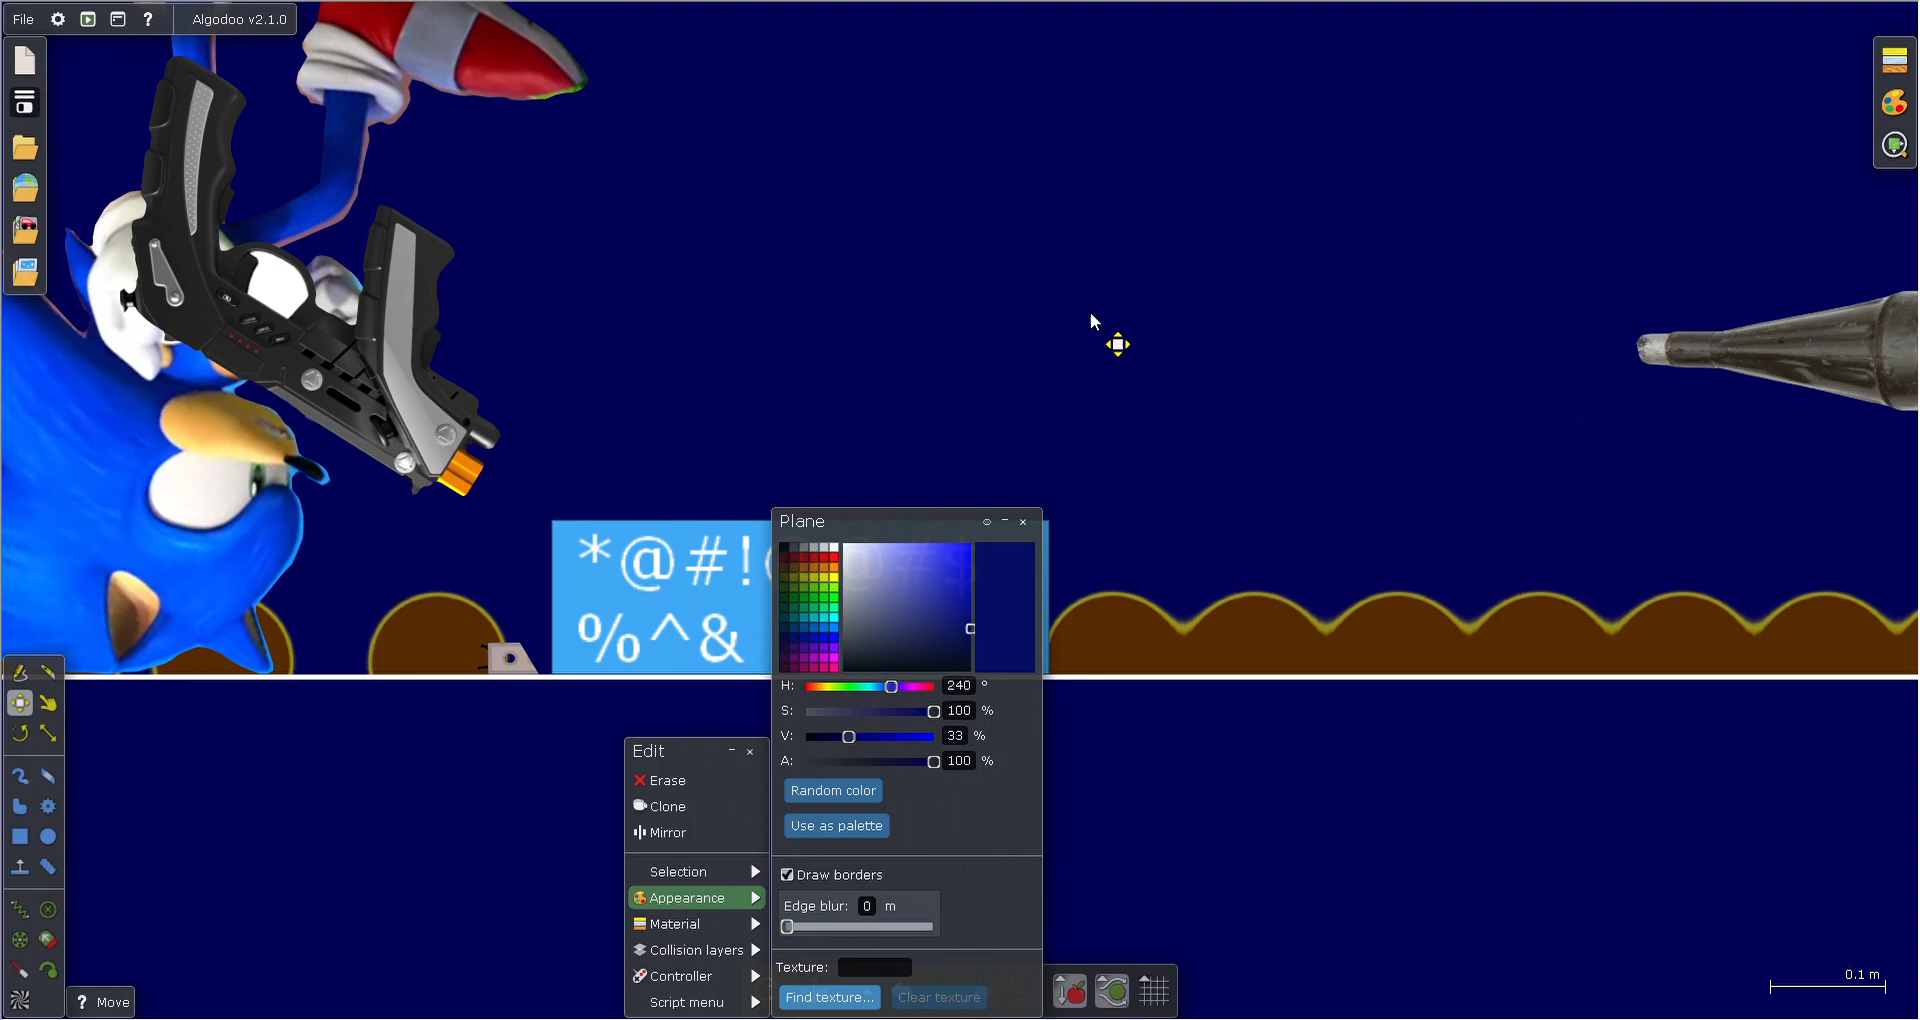 File
?
Algodoo v2.1.0
*@#!
%^&
Plane
H: 240 °
S: 100 %
V: 33 %
A: 100 %
Random color
Use as palette
Draw borders
Edge blur: 0 m
Texture:
Find texture...
Clear texture
Edit
Erase
Clone
Mirror
Selection
Appearance
Material
Collision layers
Controller
Script menu
? Move
0.1 m